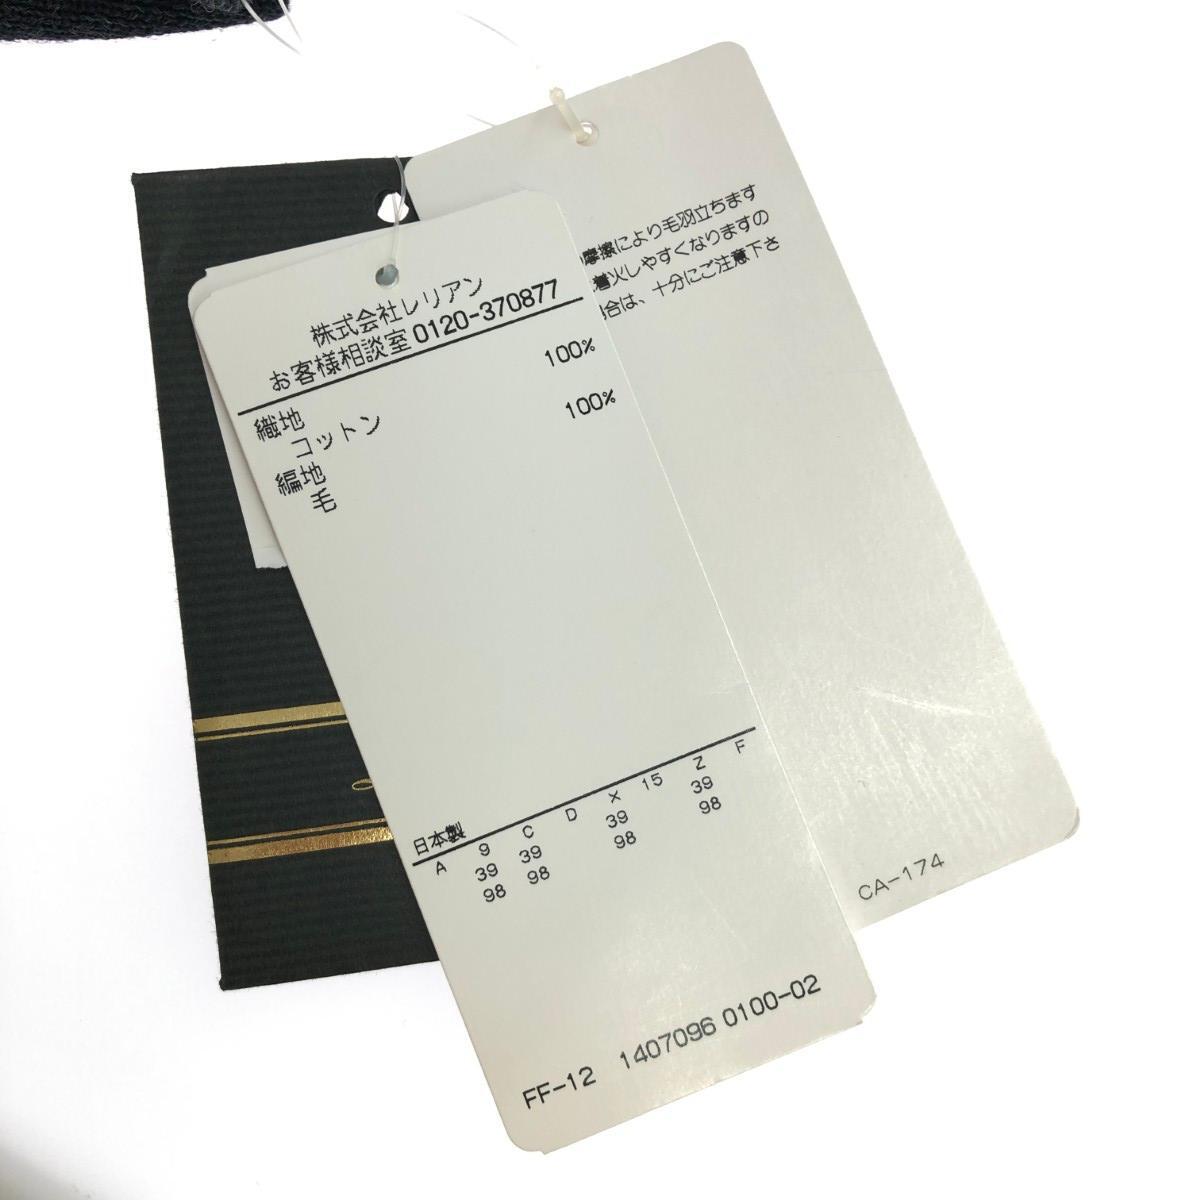 株式会社レリアン
お客様相談室 0120-370877
織地 100%
コットン
編地 100%
毛
日本製
A 9 C D X 15 Z F
39 39 39 39
98 98 98 98
FF-12 1407096 0100-02
摩擦により毛羽立ちます
着火しやすくなりますの
合は、十分にご注意下さ
CA-174